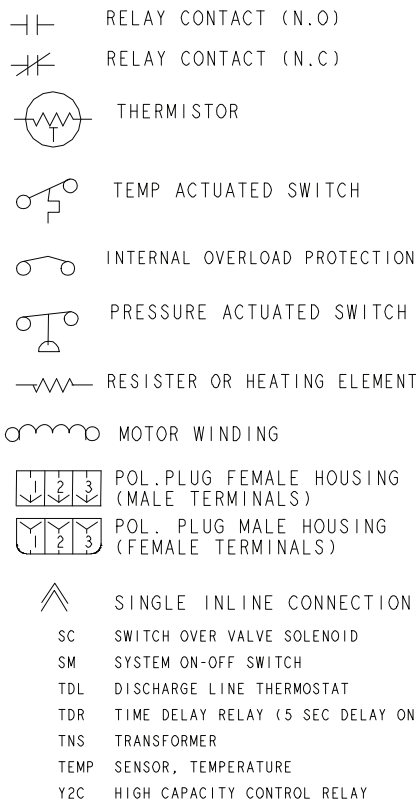 RELAY CONTACT (N.O)
RELAY CONTACT (N.C)
T THERMISTOR
TEMP ACTUATED SWITCH
INTERNAL OVERLOAD PROTECTION
PRESSURE ACTUATED SWITCH
RESISTER OR HEATING ELEMENT
MOTOR WINDING
1 2 3 POL.PLUG FEMALE HOUSING
(MALE TERMINALS)
1 2 3 POL. PLUG MALE HOUSING
(FEMALE TERMINALS)
SINGLE INLINE CONNECTION
SC SWITCH OVER VALVE SOLENOID
SM SYSTEM ON-OFF SWITCH
TDL DISCHARGE LINE THERMOSTAT
TDR TIME DELAY RELAY (5 SEC DELAY ON
TNS TRANSFORMER
TEMP SENSOR, TEMPERATURE
Y2C HIGH CAPACITY CONTROL RELAY